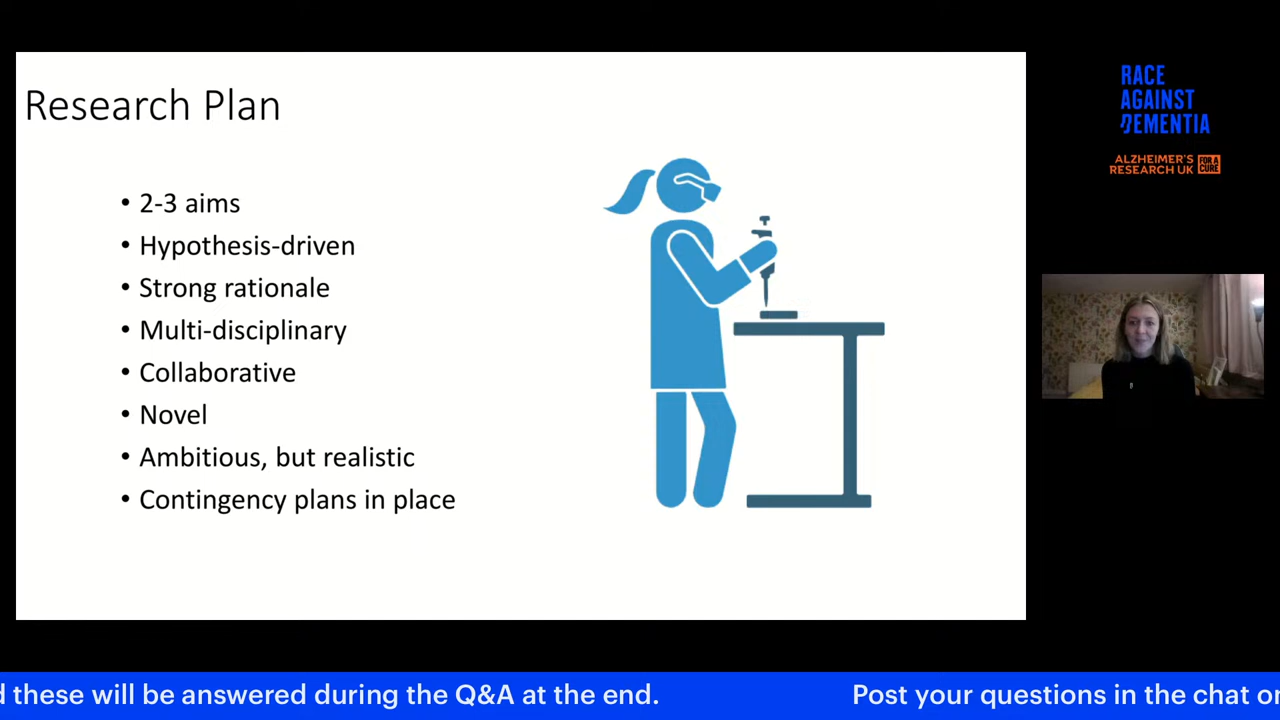 Research Plan
• 2-3 aims
• Hypothesis-driven
• Strong rationale
• Multi-disciplinary
• Collaborative
• Novel
• Ambitious, but realistic
• Contingency plans in place
RACE
AGAINST
DEMENTIA
ALZHEIMER'S
RESEARCH UK
FOR A
CURE
these will be answered during the Q&A at the end.
Post your questions in the chat